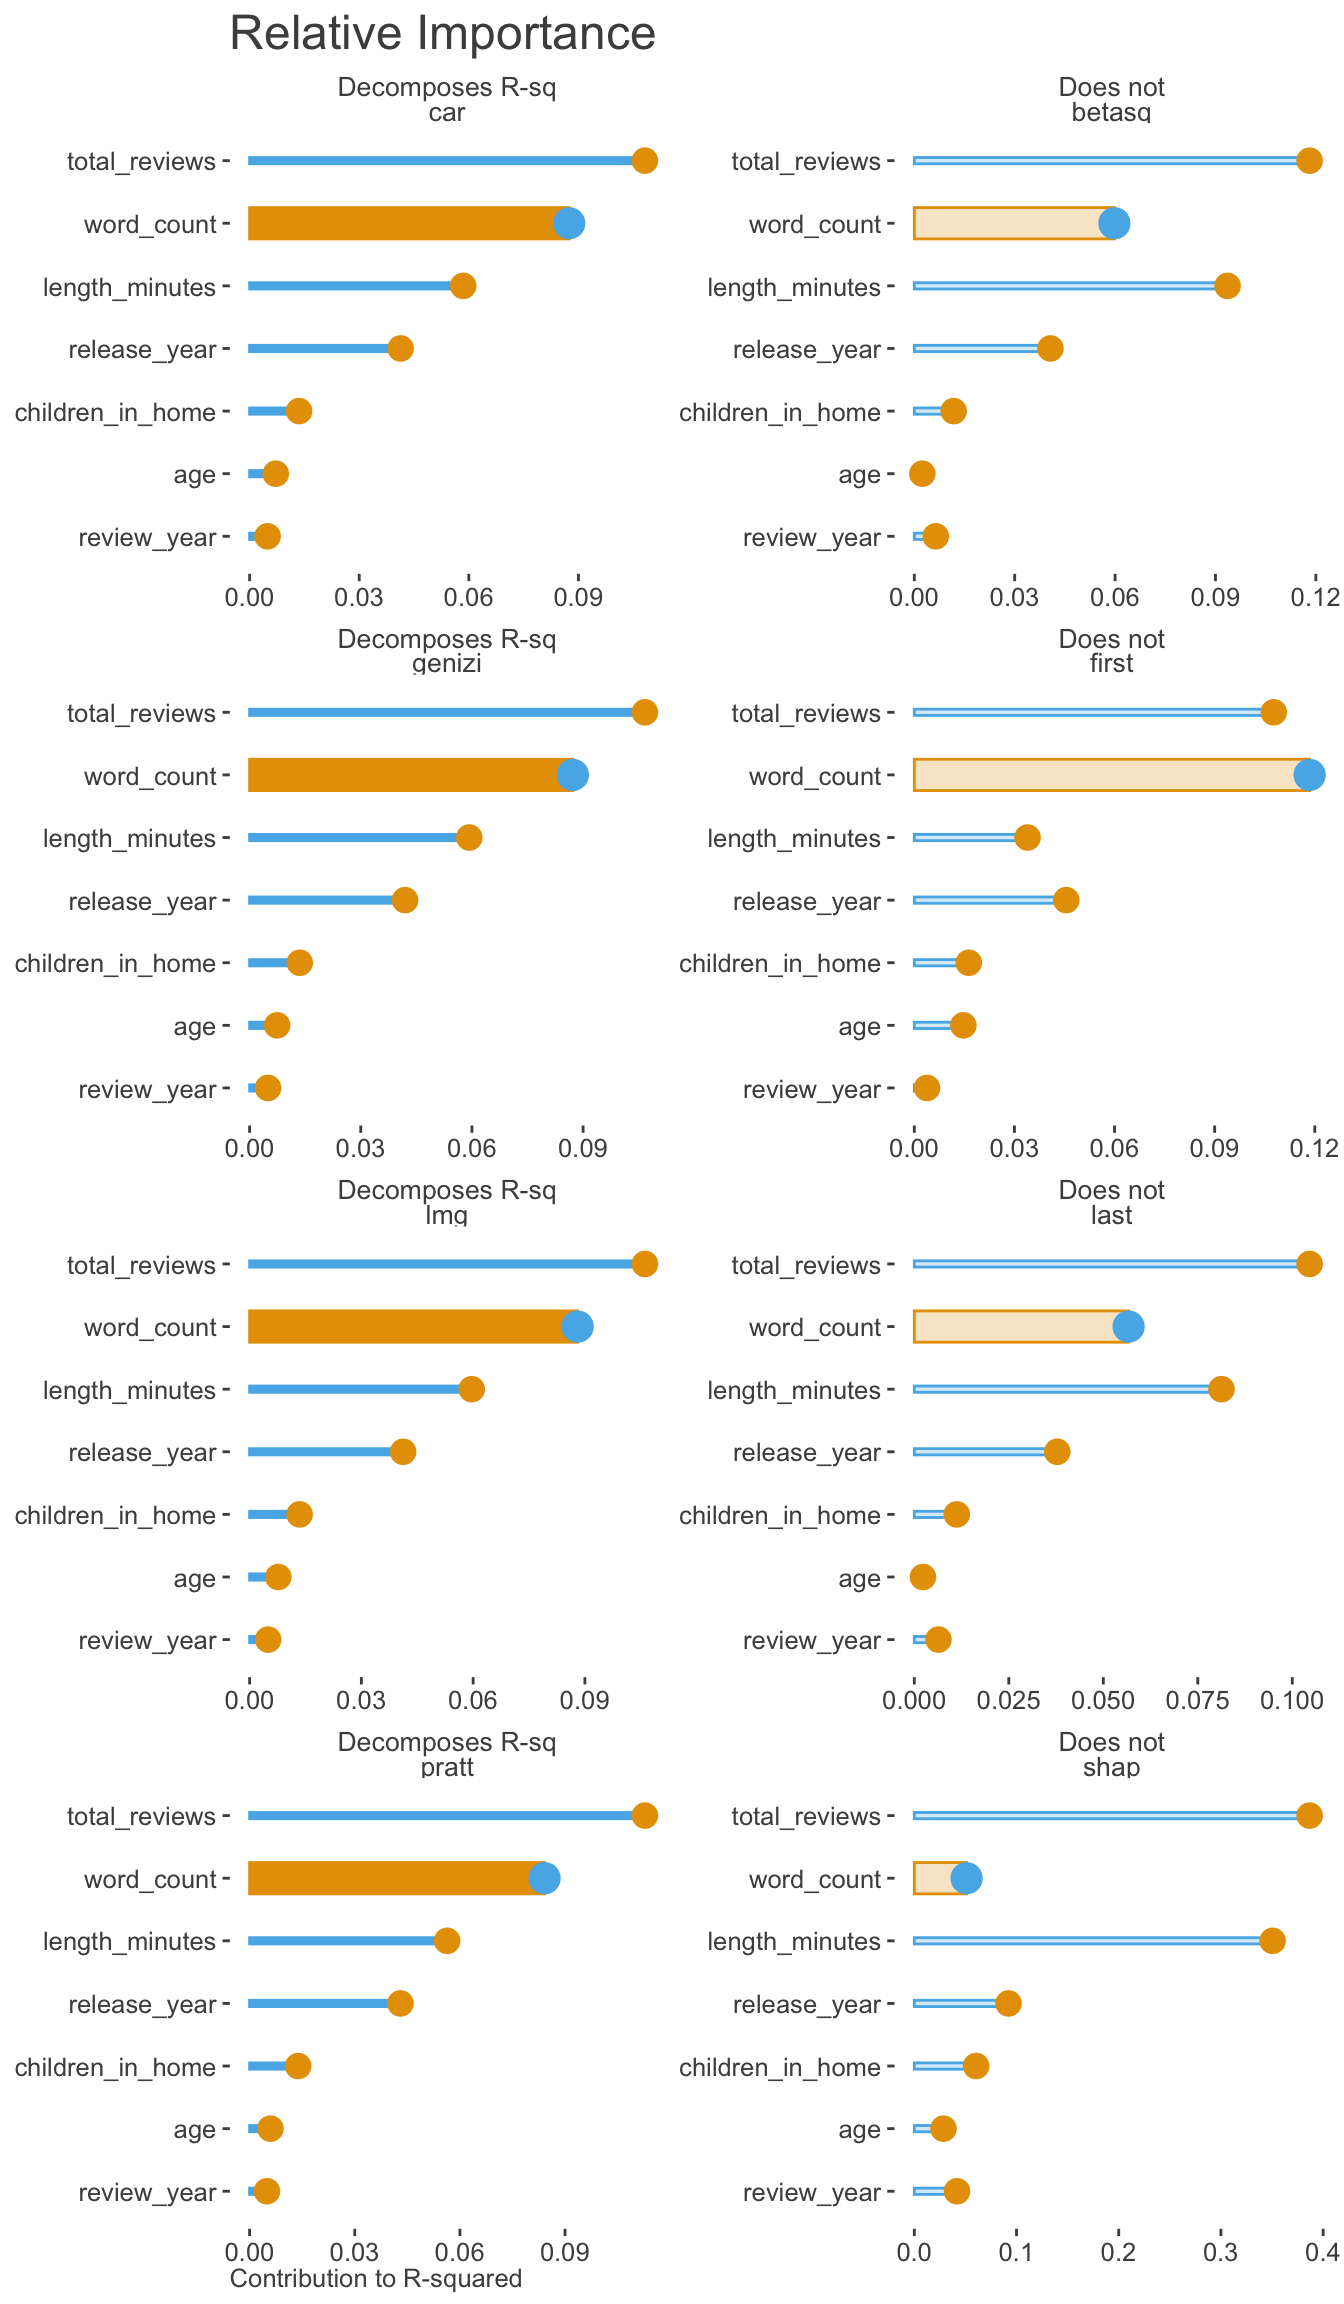 Relative Importance
Decomposes R-sq
car
total_reviews
word_count
length_minutes
release_year
children_in_home
age
review_year
0.00 0.03 0.06 0.09
Does not
betasq
total_reviews
word_count
length_minutes
release_year
children_in_home
age
review_year
0.00 0.03 0.06 0.09 0.12
Decomposes R-sq
genizi
total_reviews
word_count
length_minutes
release_year
children_in_home
age
review_year
0.00 0.03 0.06 0.09
Does not
first
total_reviews
word_count
length_minutes
release_year
children_in_home
age
review_year
0.00 0.03 0.06 0.09 0.12
Decomposes R-sq
lmg
total_reviews
word_count
length_minutes
release_year
children_in_home
age
review_year
0.00 0.03 0.06 0.09
Does not
last
total_reviews
word_count
length_minutes
release_year
children_in_home
age
review_year
0.000 0.025 0.050 0.075 0.100
Decomposes R-sq
pratt
total_reviews
word_count
length_minutes
release_year
children_in_home
age
review_year
0.00 0.03 0.06 0.09
Contribution to R-squared
Does not
shap
total_reviews
word_count
length_minutes
release_year
children_in_home
age
review_year
0.0 0.1 0.2 0.3 0.4